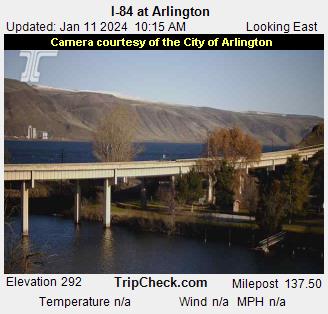 I-84 at Arlington
Updated: Jan 11 2024 10:15 AM Looking East
Camera courtesy of the City of Arlington
Elevation 292 TripCheck.com Milepost 137.50
Temperature n/a Wind n/a MPH n/a